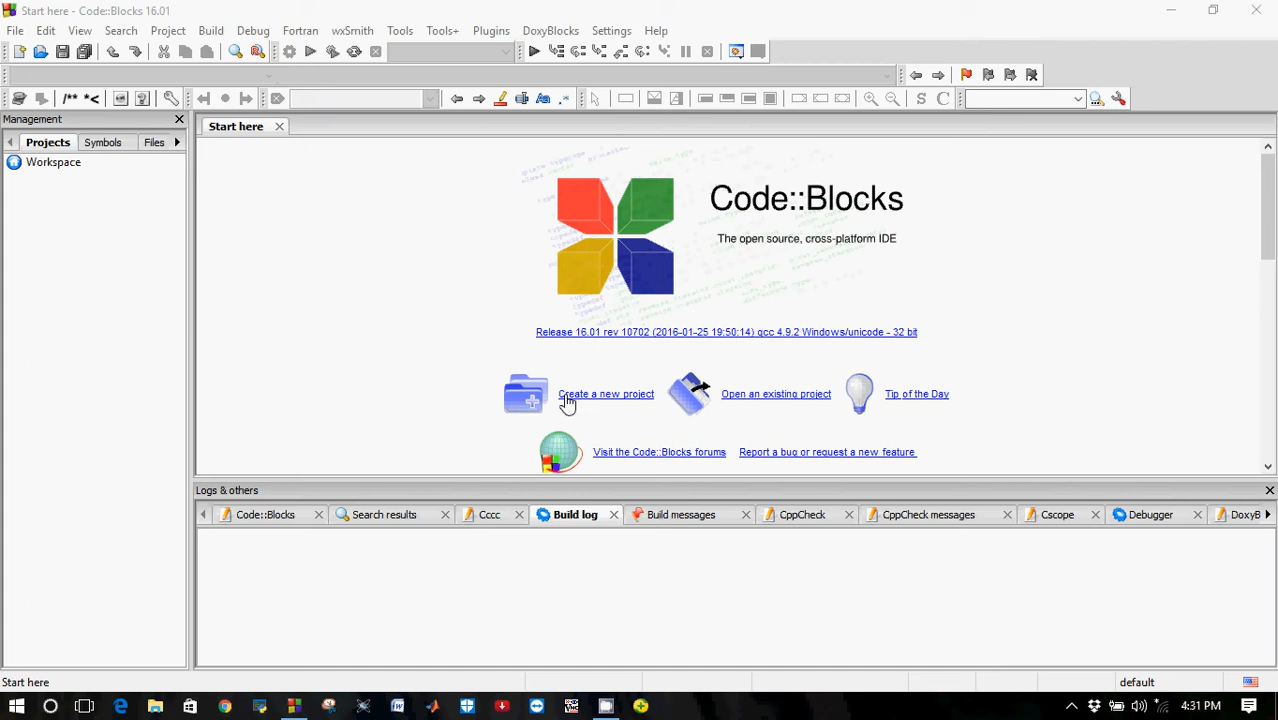 Start here - Code::Blocks 16.01
File Edit View Search Project Build Debug Fortran wxSmith Tools Tools+ Plugins DoxyBlocks Settings Help
/** *<
S C
Management
Projects Symbols Files
Workspace
Start here
Code::Blocks
The open source, cross-platform IDE
Release 16.01 rev 10702 (2016-01-25 19:50:14) gcc 4.9.2 Windows/unicode - 32 bit
Create a new project Open an existing project Tip of the Day
Visit the Code::Blocks forums Report a bug or request a new feature
Logs & others
Code::Blocks Search results Cccc Build log Build messages CppCheck CppCheck messages Cscope Debugger DoxyB
Start here default
4:31 PM